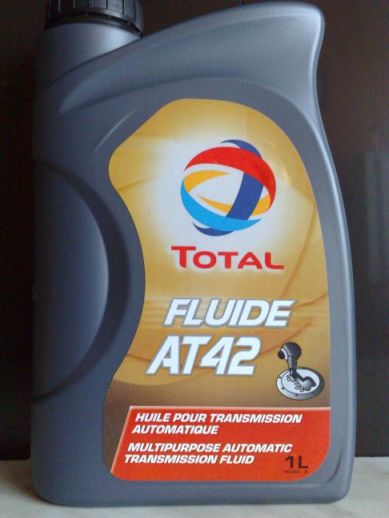 TOTAL
FLUIDE
AT42
HUILE POUR TRANSMISSION
AUTOMATIQUE
MULTIPURPOSE AUTOMATIC
TRANSMISSION FLUID
1L